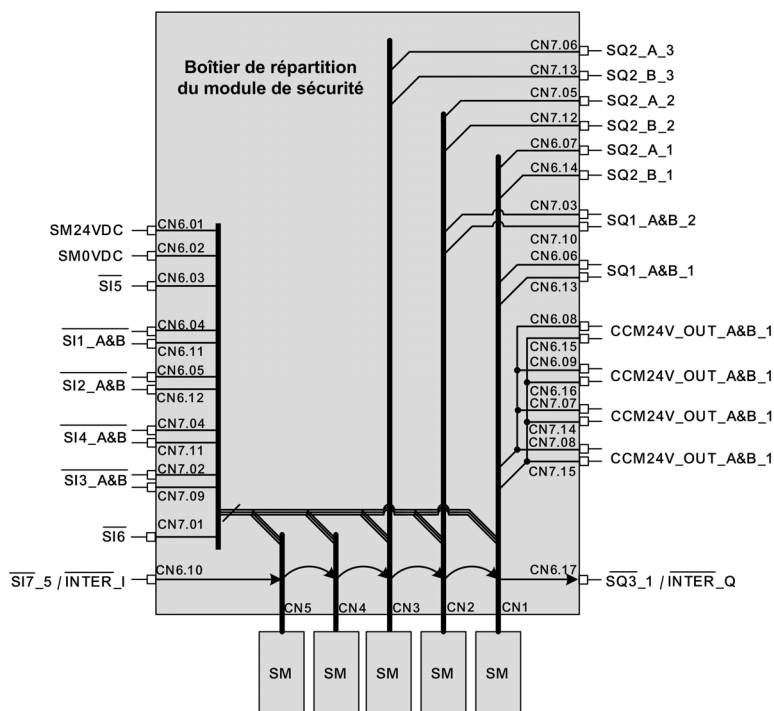 Boîtier de répartition
du module de sécurité
CN7.06 SQ2_A_3
CN7.13 SQ2_B_3
CN7.05 SQ2_A_2
CN7.12 SQ2_B_2
CN6.07 SQ2_A_1
CN6.14 SQ2_B_1
CN7.03
SQ1_A&B_2
CN7.10
CN6.06
SQ1_A&B_1
CN6.13
CN6.08
CCM24V_OUT_A&B_1
CN6.15
CN6.09
CCM24V_OUT_A&B_1
CN6.16
CN7.07
CCM24V_OUT_A&B_1
CN7.14
CN7.08
CCM24V_OUT_A&B_1
CN7.15
SM24VDC CN6.01
SM0VDC CN6.02
SI5 CN6.03
CN6.04
SI1_A&B
CN6.11
CN6.05
SI2_A&B
CN6.12
CN7.04
SI4_A&B
CN7.11
CN7.02
SI3_A&B
CN7.09
SI6 CN7.01
SI7_5 / INTER_I CN6.10
CN6.17 SQ3_1 / INTER_Q
CN5 CN4 CN3 CN2 CN1
SM SM SM SM SM